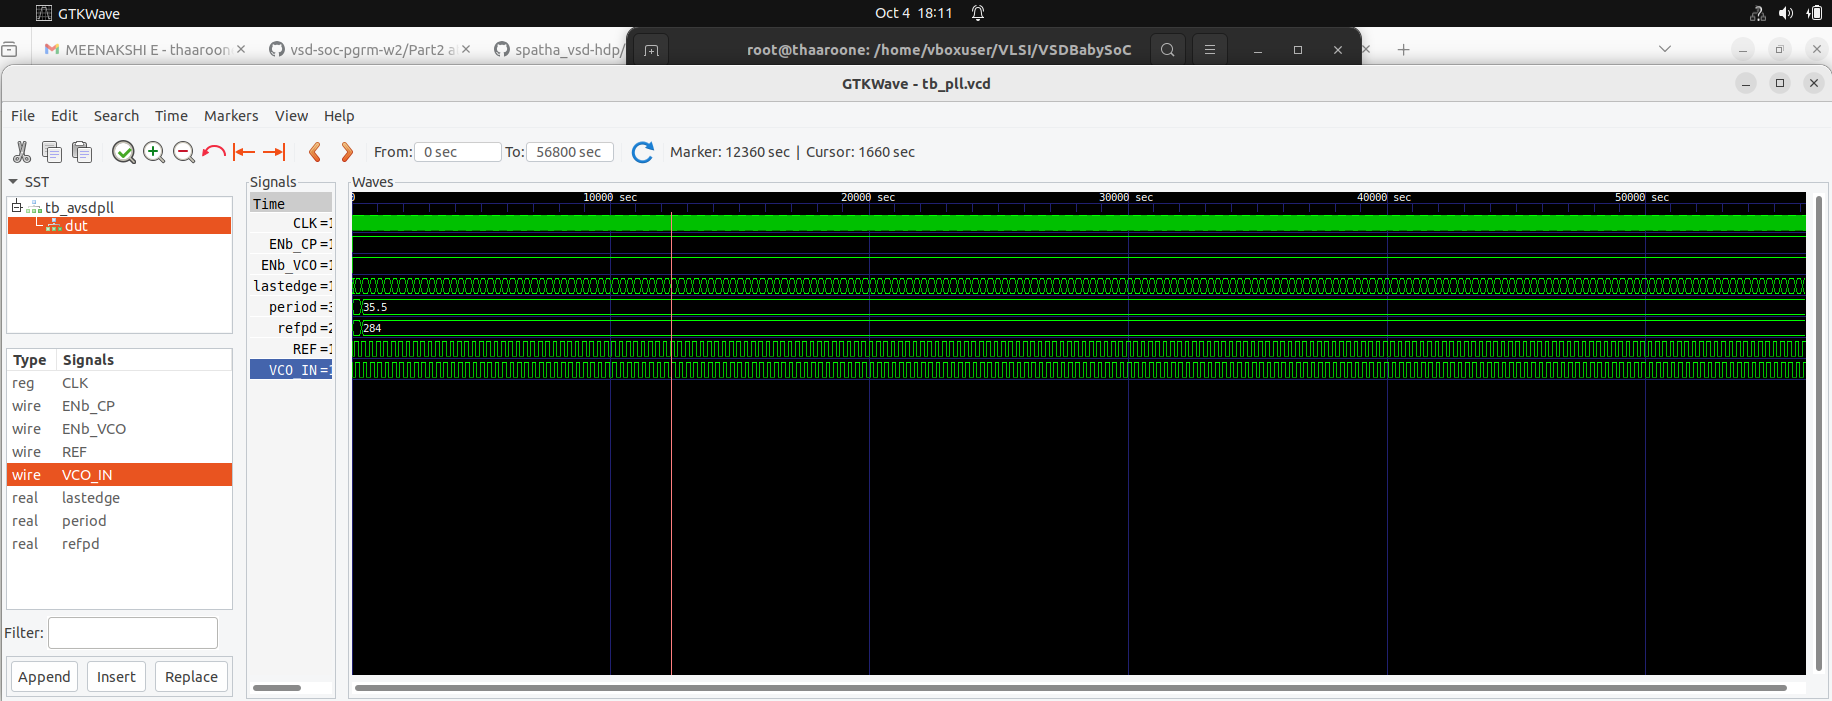 GTKWave
Oct 4 18:11
MEENAKSHI E - thaaroon
vsd-soc-pgrm-w2/Part2 a
spatha_vsd-hdp/
root@thaaroone: /home/vboxuser/VLSI/VSDBabySoC
GTKWave - tb_pll.vcd
File Edit Search Time Markers View Help
From: 0 sec To: 56800 sec Marker: 12360 sec | Cursor: 1660 sec
SST
tb_avsdpll
dut
Type Signals
reg CLK
wire ENb_CP
wire ENb_VCO
wire REF
wire VCO_IN
real lastedge
real period
real refpd
Filter:
Append Insert Replace
Signals
Time
CLK=1
ENb_CP=1
ENb_VCO=1
lastedge=1
period=3
refpd=2
REF=1
VCO_IN=1
Waves
10000 sec 20000 sec 30000 sec 40000 sec 50000 sec
35.5
284